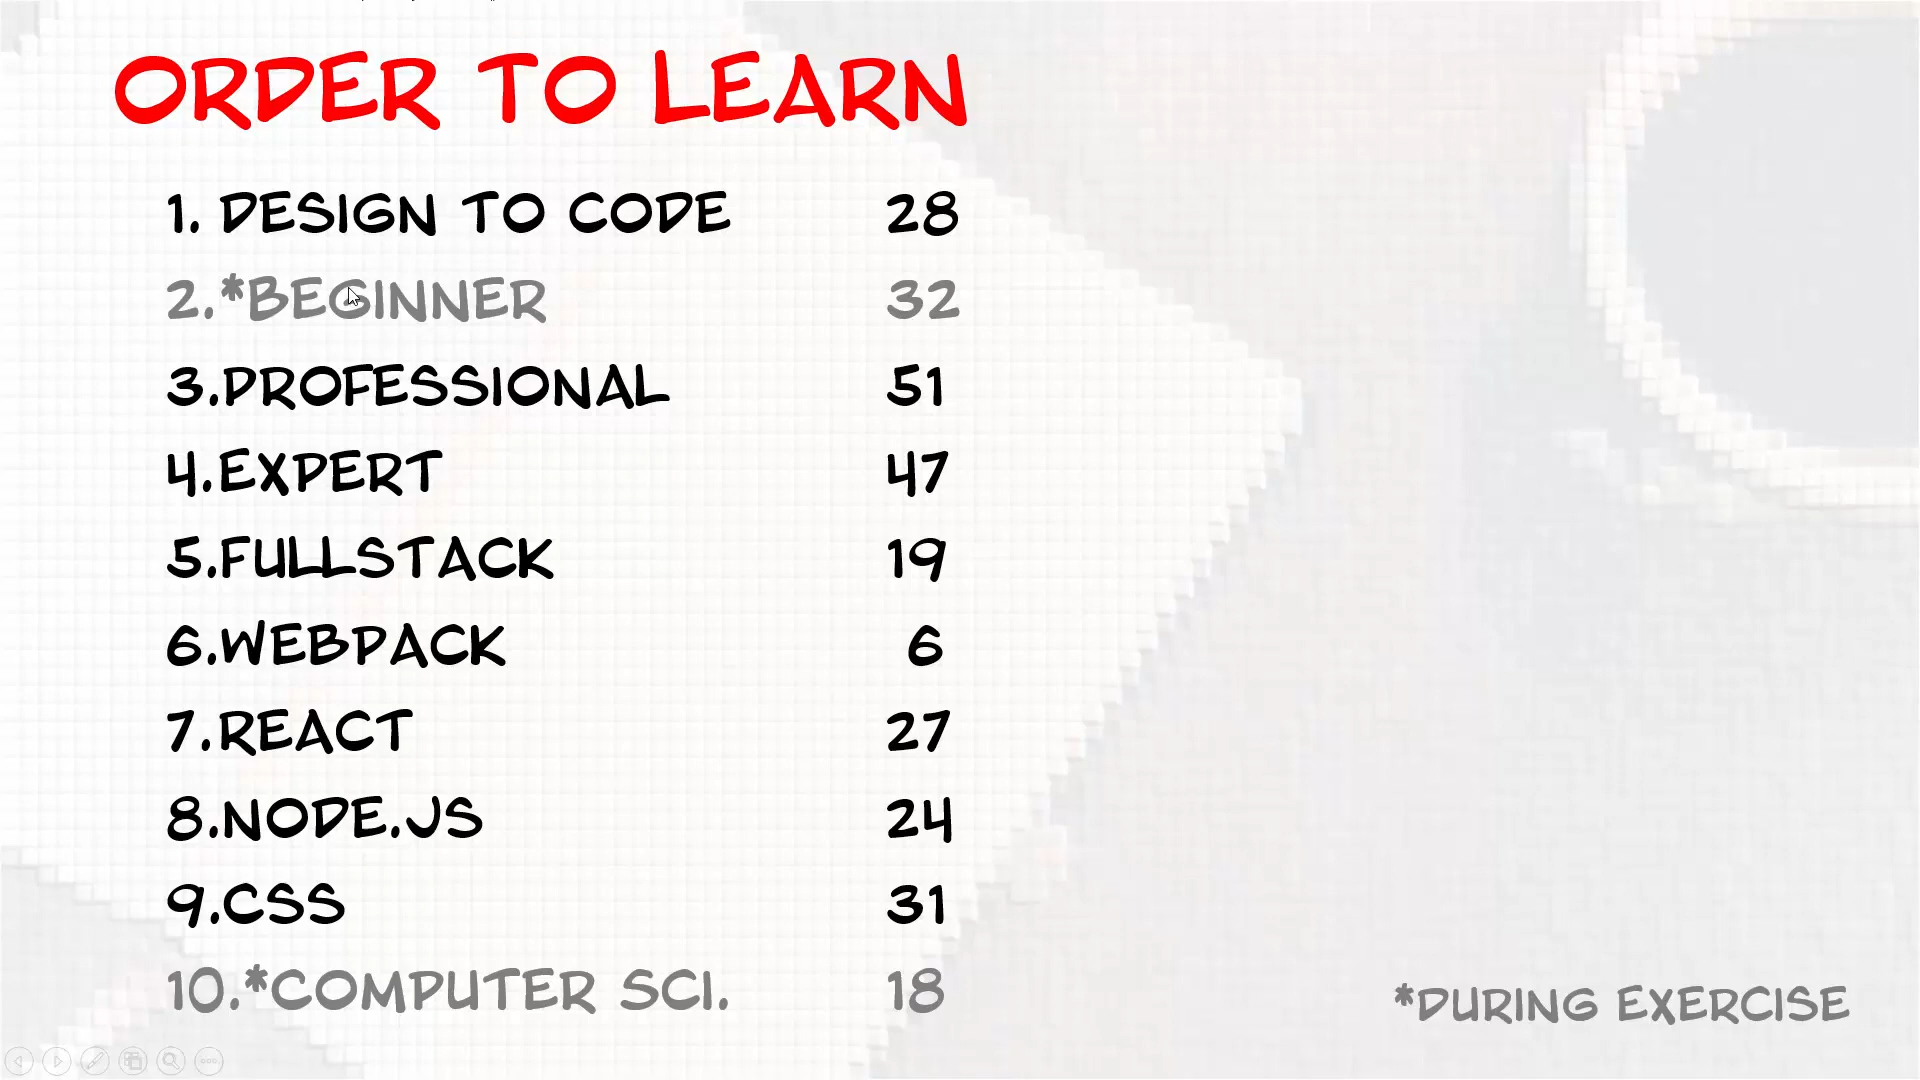 ORDER TO LEARN
1. DESIGN TO CODE 28
2.*BEGINNER 32
3.PROFESSIONAL 51
4.EXPERT 47
5.FULLSTACK 19
6.WEBPACK 6
7.REACT 27
8.NODE.JS 24
9.CSS 31
10.*COMPUTER SCI. 18
*DURING EXERCISE